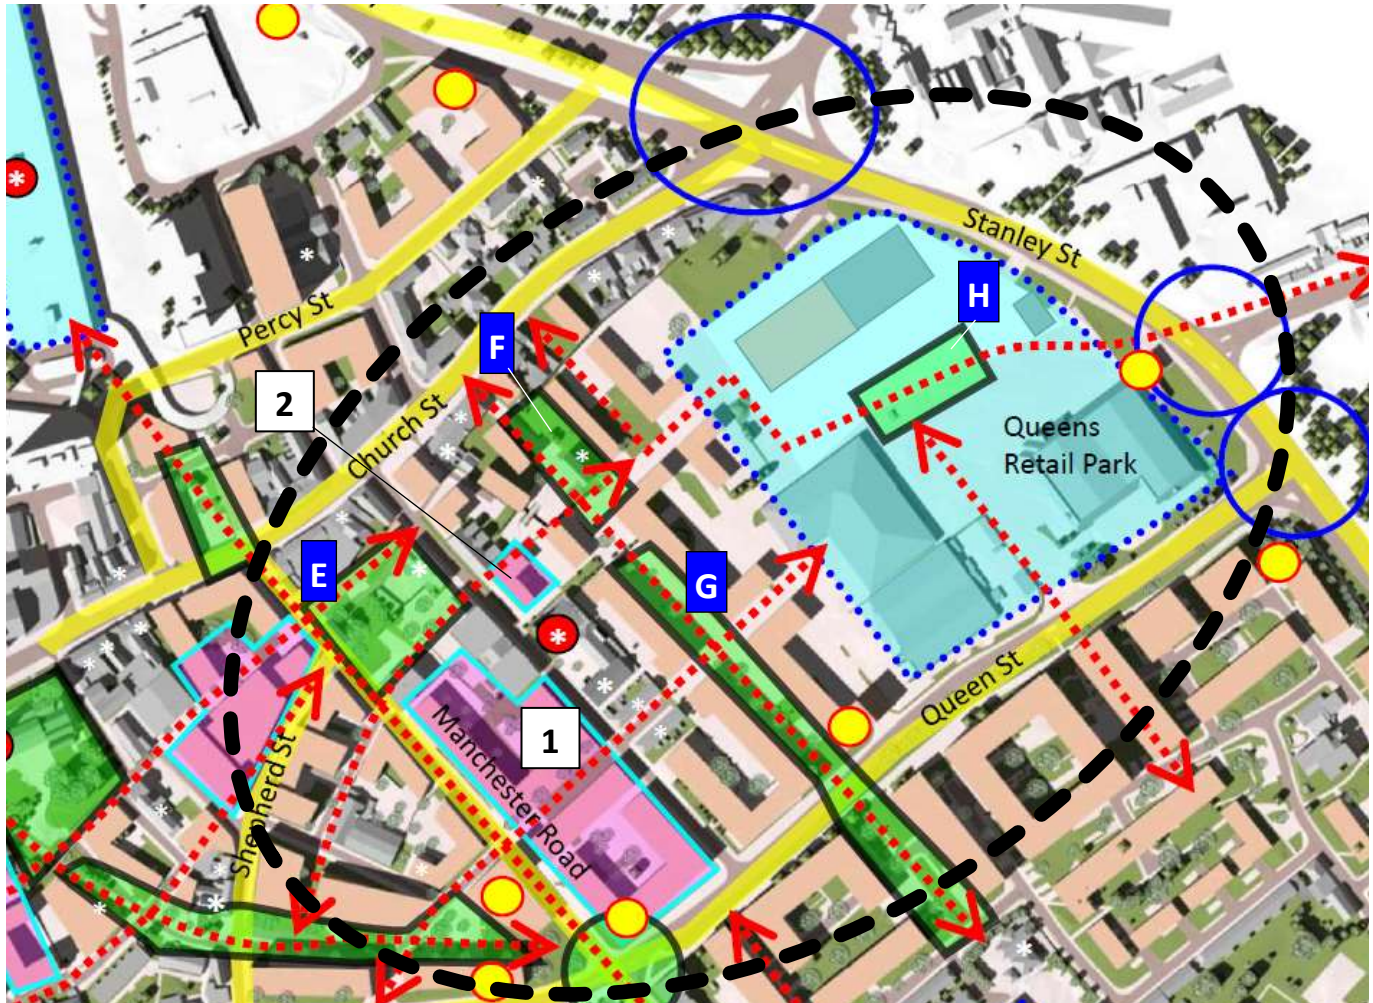 Stanley St
H
Percy St
F
2
Church St
Queens
Retail Park
E
G
Queen St
1
Manchester Road
Shepherd St